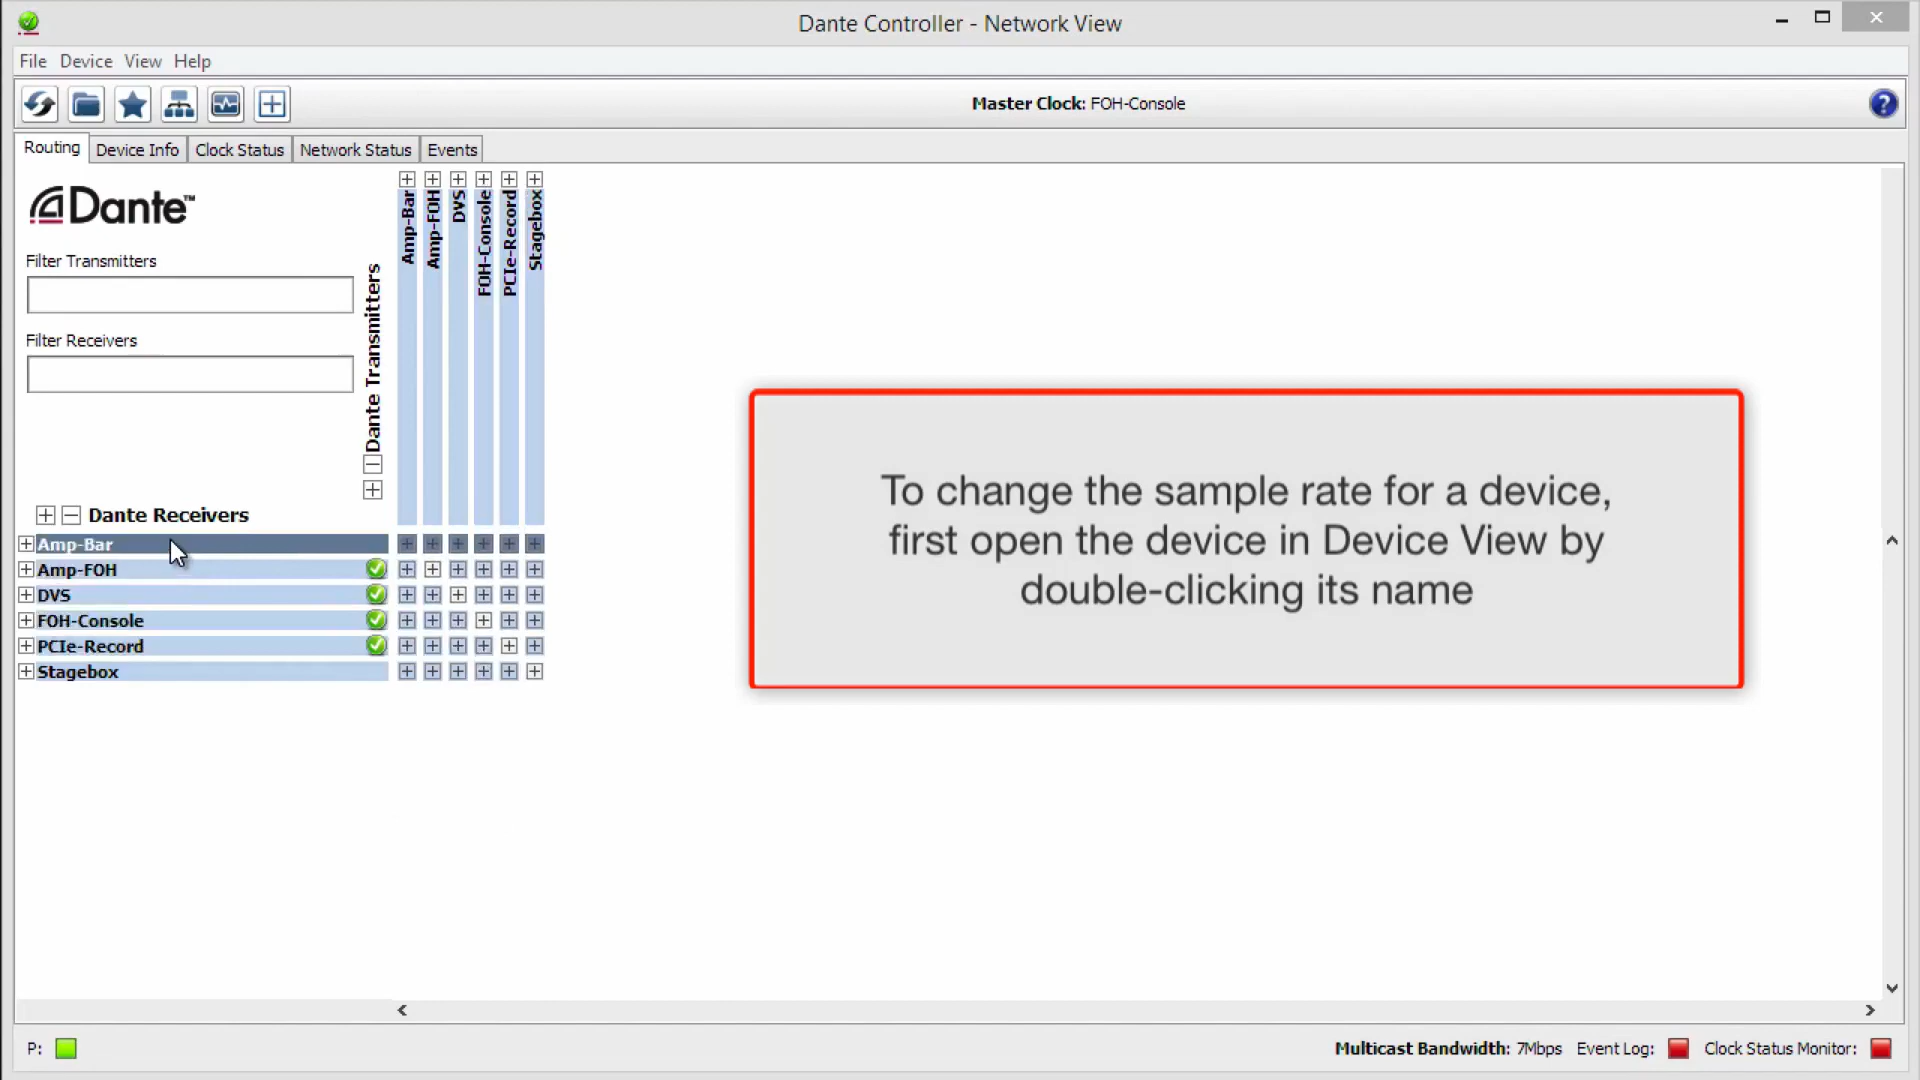 Dante Controller - Network View
File Device View Help
Master Clock: FOH-Console
Routing Device Info Clock Status Network Status Events
Dante™
Filter Transmitters
Filter Receivers
Dante Transmitters
Amp-Bar
Amp-FOH
DVS
FOH-Console
PCIe-Record
Stagebox
Dante Receivers
Amp-Bar
Amp-FOH
DVS
FOH-Console
PCIe-Record
Stagebox
To change the sample rate for a device,
first open the device in Device View by
double-clicking its name
P: Multicast Bandwidth: 7Mbps Event Log: Clock Status Monitor: